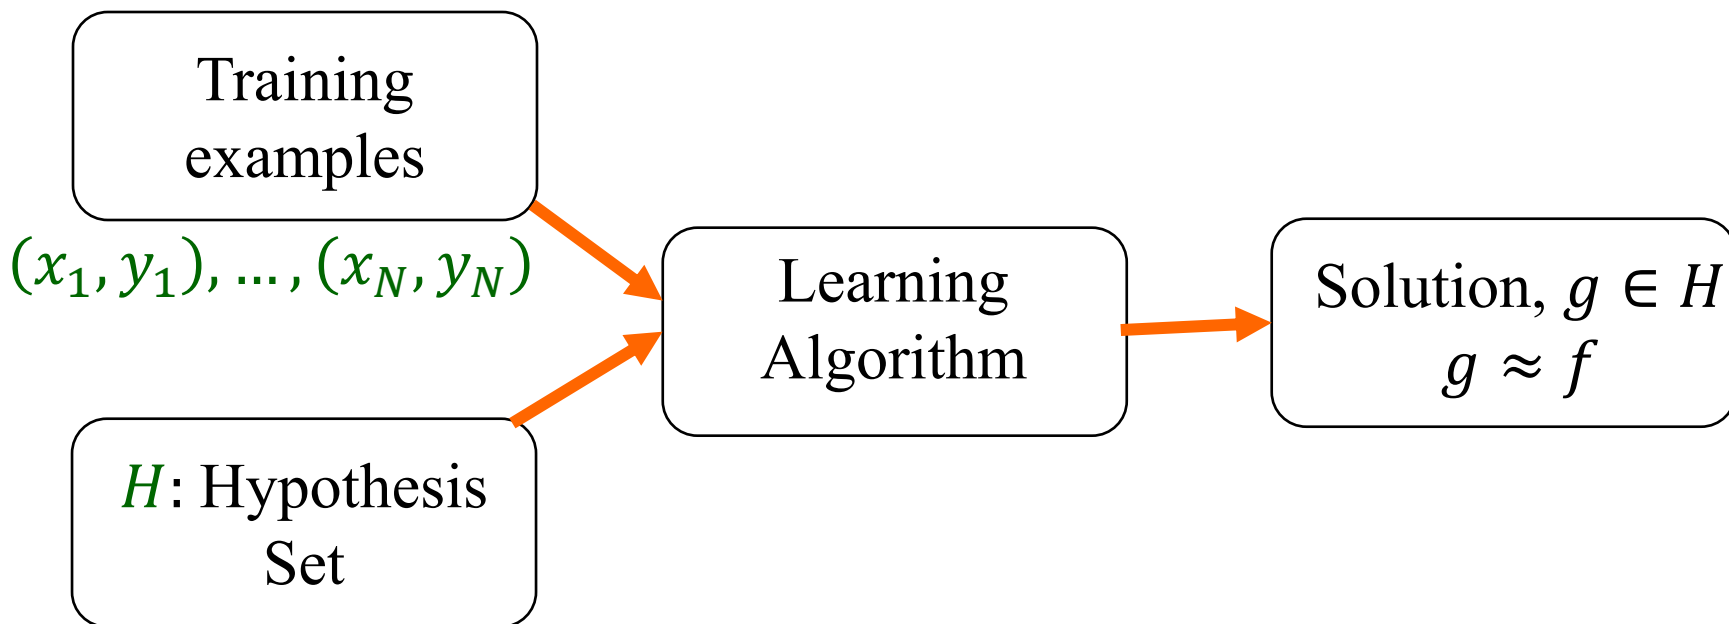 Training
examples
(x₁, y₁), … , (x_N, y_N)
H: Hypothesis
Set
Learning
Algorithm
Solution, g ∈ H
g ≈ f